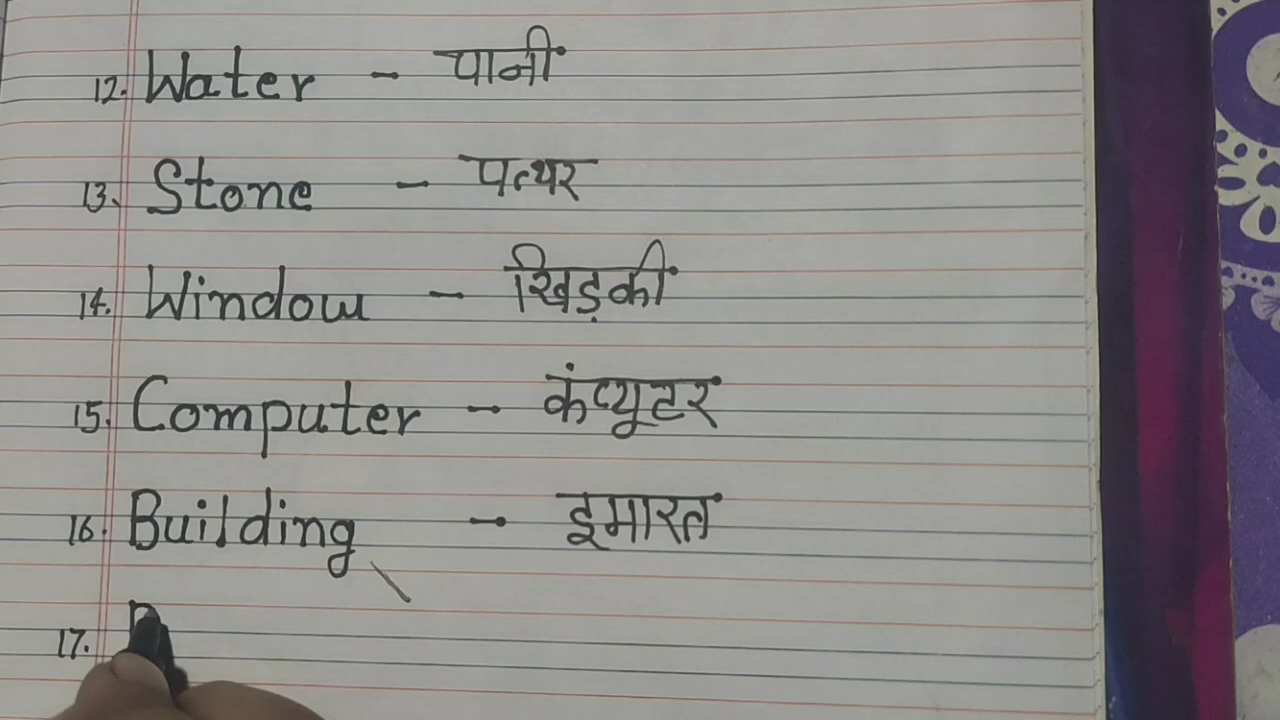 12. Water - पानी
13. Stone - पत्थर
14. Window - खिड़की
15. Computer - कंप्यूटर
16. Building - इमारत
17.